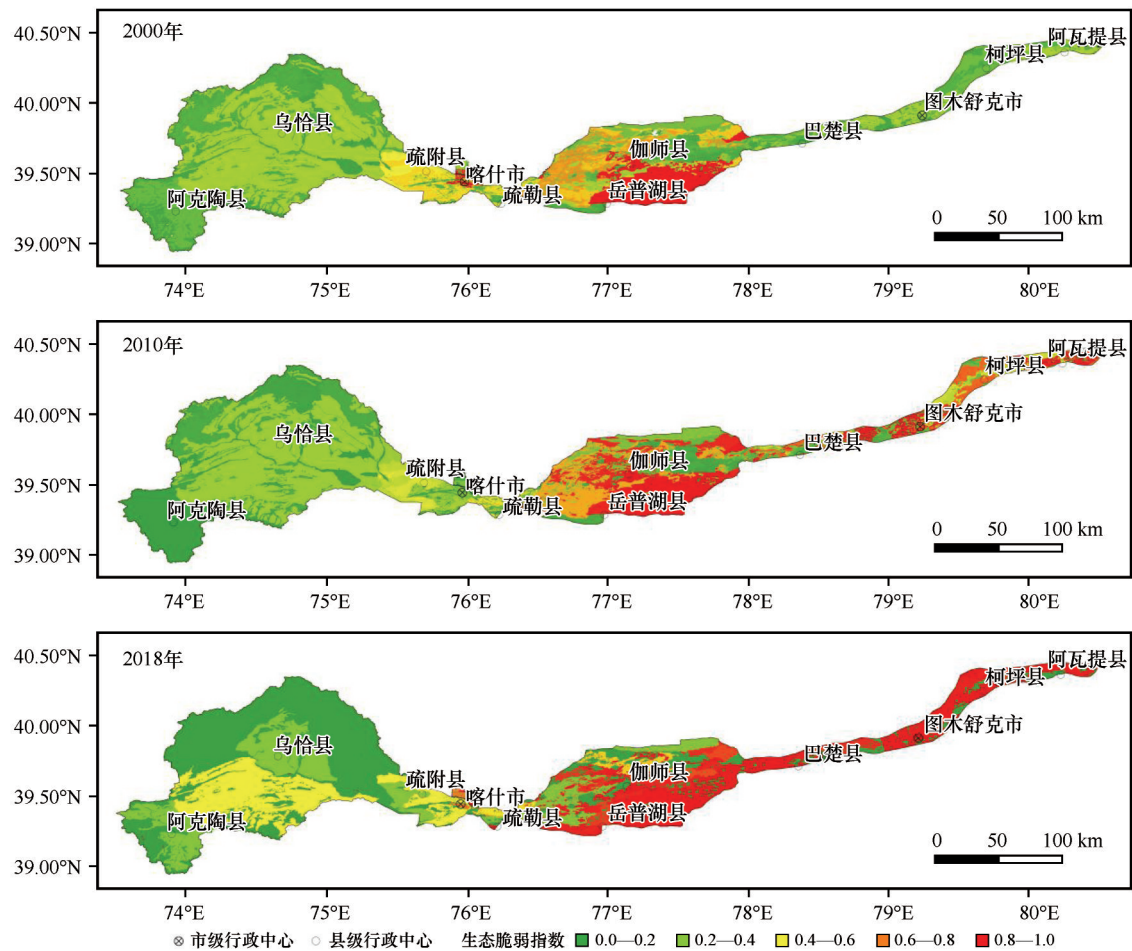 2000年
40.50°N
40.00°N
39.50°N
39.00°N
阿瓦提县
柯坪县
图木舒克市
巴楚县
乌恰县
疏附县
喀什市
伽师县
阿克陶县
疏勒县
岳普湖县
0 50 100 km
74°E 75°E 76°E 77°E 78°E 79°E 80°E
2010年
40.50°N
40.00°N
39.50°N
39.00°N
阿瓦提县
柯坪县
图木舒克市
巴楚县
乌恰县
疏附县
喀什市
伽师县
阿克陶县
疏勒县
岳普湖县
0 50 100 km
74°E 75°E 76°E 77°E 78°E 79°E 80°E
2018年
40.50°N
40.00°N
39.50°N
39.00°N
阿瓦提县
柯坪县
图木舒克市
巴楚县
乌恰县
疏附县
喀什市
伽师县
阿克陶县
疏勒县
岳普湖县
0 50 100 km
74°E 75°E 76°E 77°E 78°E 79°E 80°E
市级行政中心 县级行政中心 生态脆弱指数 0.0—0.2 0.2—0.4 0.4—0.6 0.6—0.8 0.8—1.0